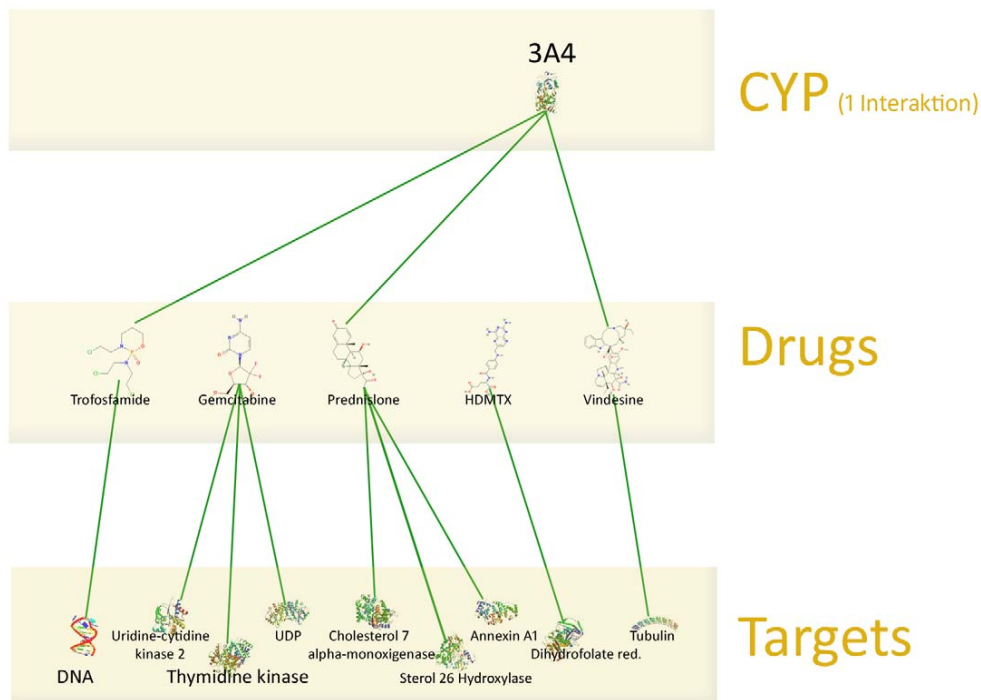 3A4
CYP (1 Interaktion)
Drugs
Trofosfamide
Gemcitabine
Prednislone
HDMTX
Vindesine
Uridine-cytidine
kinase 2
UDP
Cholesterol 7
alpha-monoxigenase
Annexin A1
Dihydrofolate red.
Tubulin
Targets
DNA
Thymidine kinase
Sterol 26 Hydroxylase